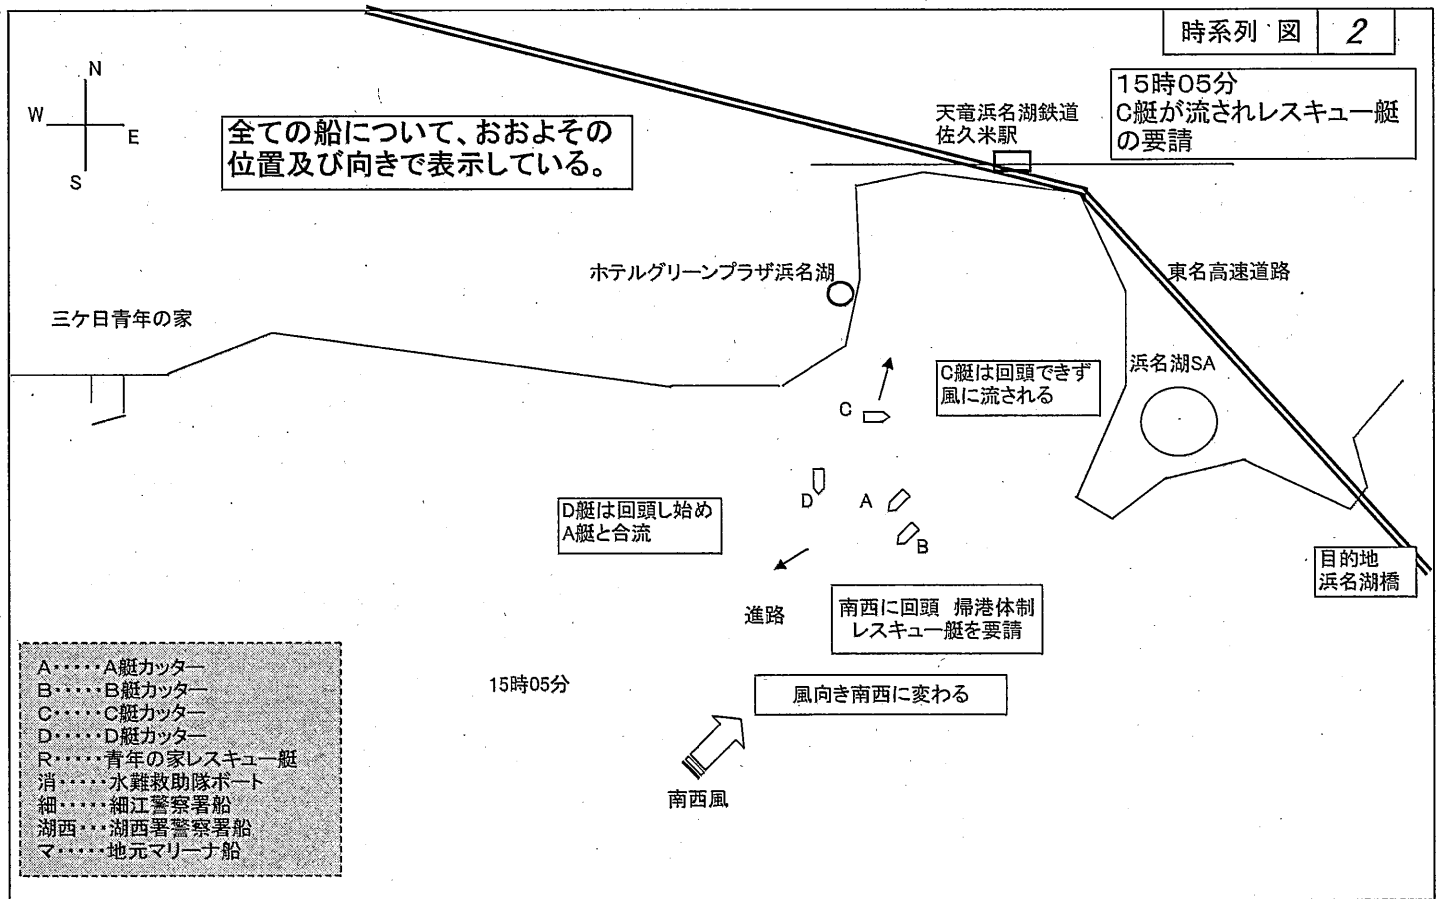 時系列 図 2
N
W
E
S
全ての船について、おおよその
位置及び向きで表示している。
天竜浜名湖鉄道
佐久米駅
15時05分
C艇が流されレスキュー艇
の要請
ホテルグリーンプラザ浜名湖
東名高速道路
三ケ日青年の家
C艇は回頭できず
風に流される
浜名湖SA
C
D
A
B
D艇は回頭し始め
A艇と合流
目的地
浜名湖橋
進路
南西に回頭 帰港体制
レスキュー艇を要請
15時05分
風向き南西に変わる
南西風
A・・・・・A艇カッター
B・・・・・B艇カッター
C・・・・・C艇カッター
D・・・・・D艇カッター
R・・・・・青年の家レスキュー艇
消・・・・・水難救助隊ボート
細・・・・・細江警察署船
湖西・・・湖西署警察署船
マ・・・・・地元マリーナ船